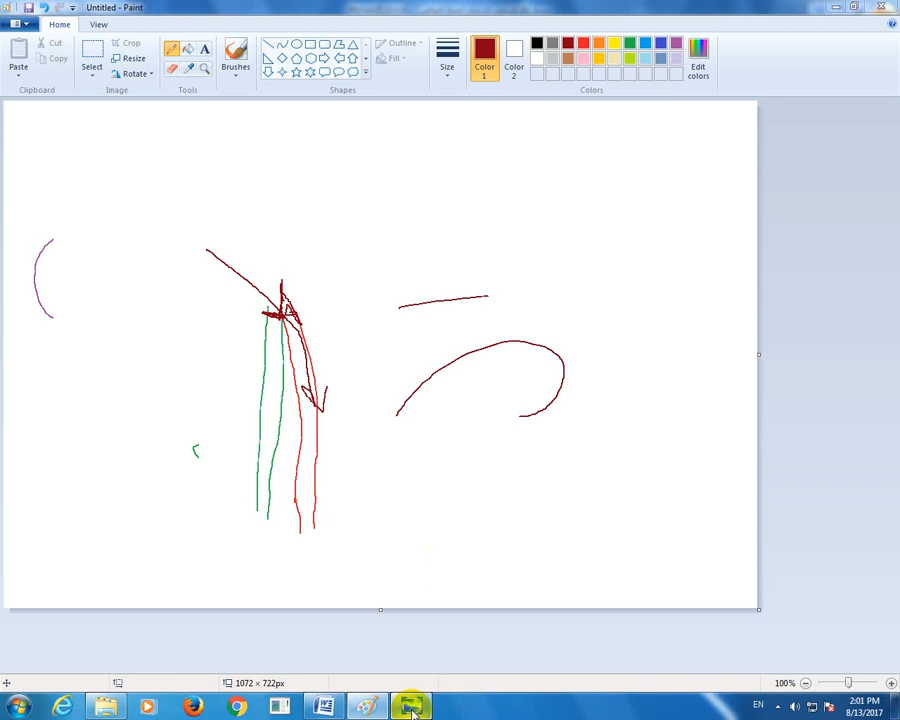 Untitled - Paint
Home
View
Paste
Cut
Copy
Clipboard
Select
Crop
Resize
Rotate
Image
A
Tools
Brushes
Shapes
Outline
Fill
Size
Color 1
Color 2
Edit colors
Colors
1072 × 722px
100%
EN
2:01 PM
8/13/2017